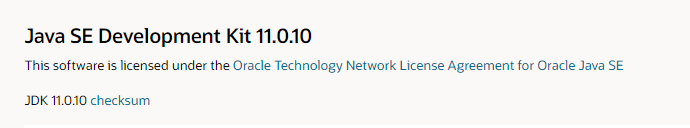 Java SE Development Kit 11.0.10
This software is licensed under the Oracle Technology Network License Agreement for Oracle Java SE
JDK 11.0.10 checksum